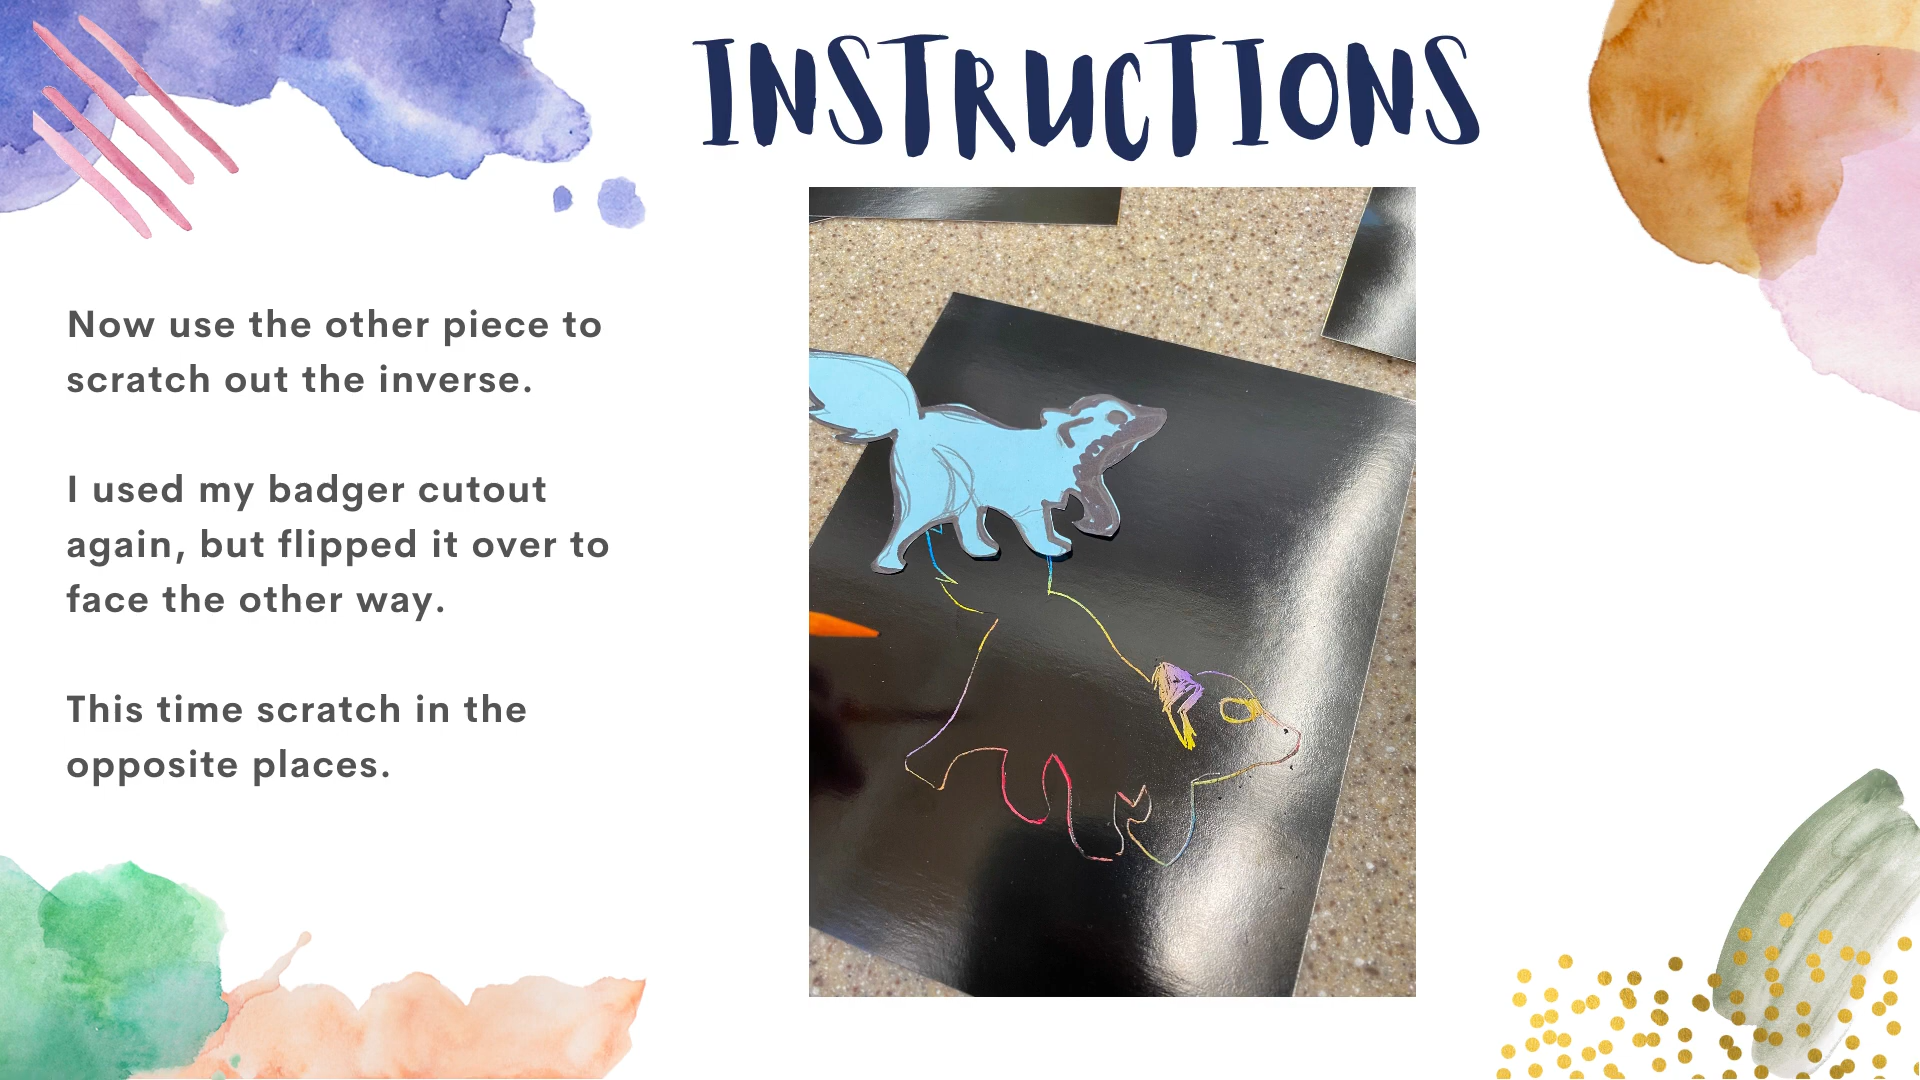 INSTRUCTIONS
Now use the other piece to
scratch out the inverse.
I used my badger cutout
again, but flipped it over to
face the other way.
This time scratch in the
opposite places.